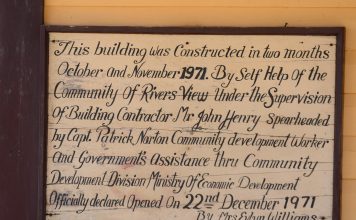 This building was Constructed in two months
October and November 1971. By Self Help Of the
Community of Rivers View Under the Supervision
of Building Contractor Mr John Henry Spearheaded
by Capt. Patrick Norton Community development Worker
And Government's Assistance Thru Community
Development Division Ministry Of Economic Development
Officially declared Opened On 22nd December 1971
By Mrs Edun Williams